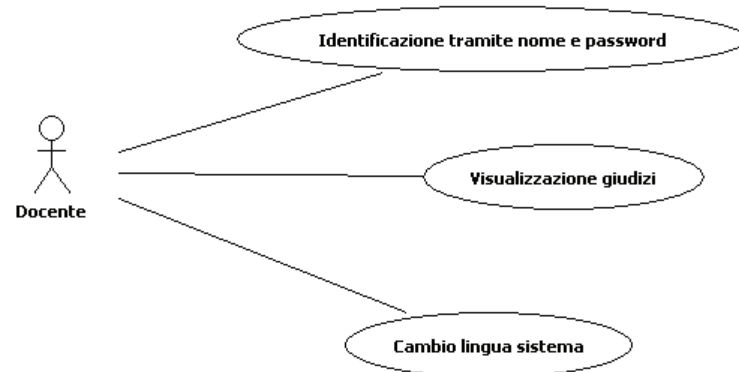 Identificazione tramite nome e password
Visualizzazione giudizi
Docente
Cambio lingua sistema